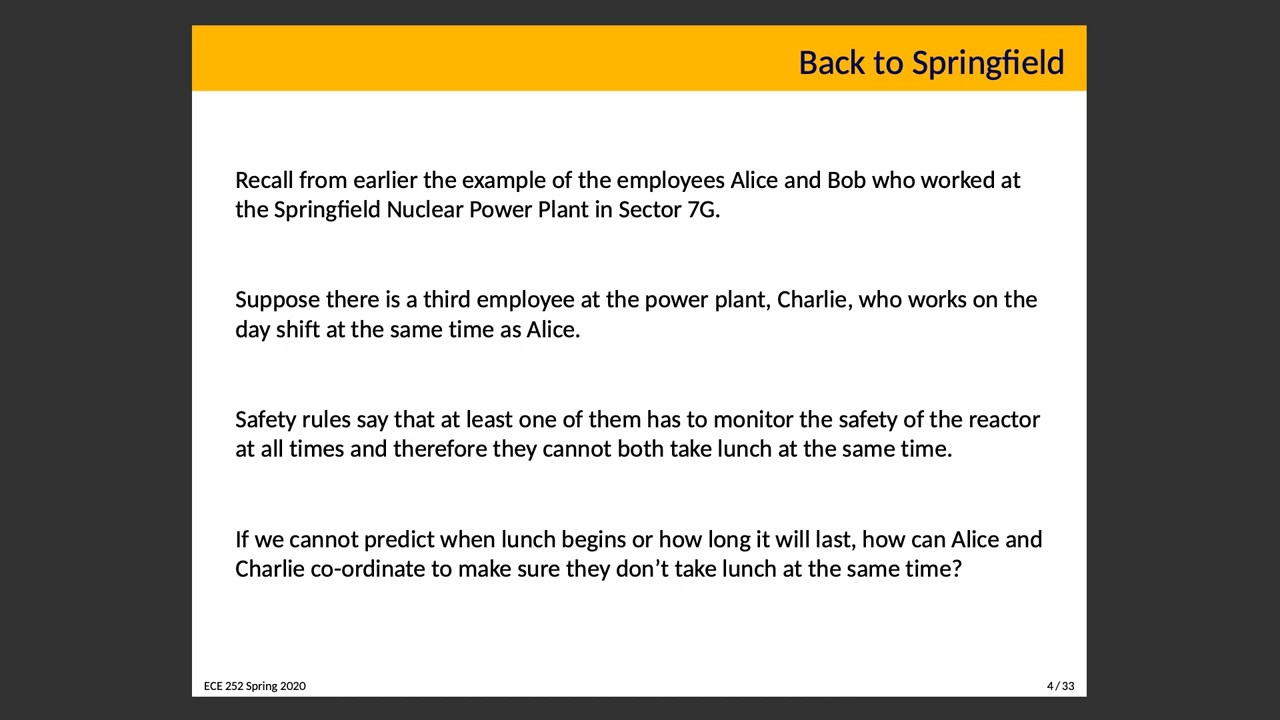 Back to Springfield
Recall from earlier the example of the employees Alice and Bob who worked at
the Springfield Nuclear Power Plant in Sector 7G.
Suppose there is a third employee at the power plant, Charlie, who works on the
day shift at the same time as Alice.
Safety rules say that at least one of them has to monitor the safety of the reactor
at all times and therefore they cannot both take lunch at the same time.
If we cannot predict when lunch begins or how long it will last, how can Alice and
Charlie co-ordinate to make sure they don’t take lunch at the same time?
ECE 252 Spring 2020
4 / 33